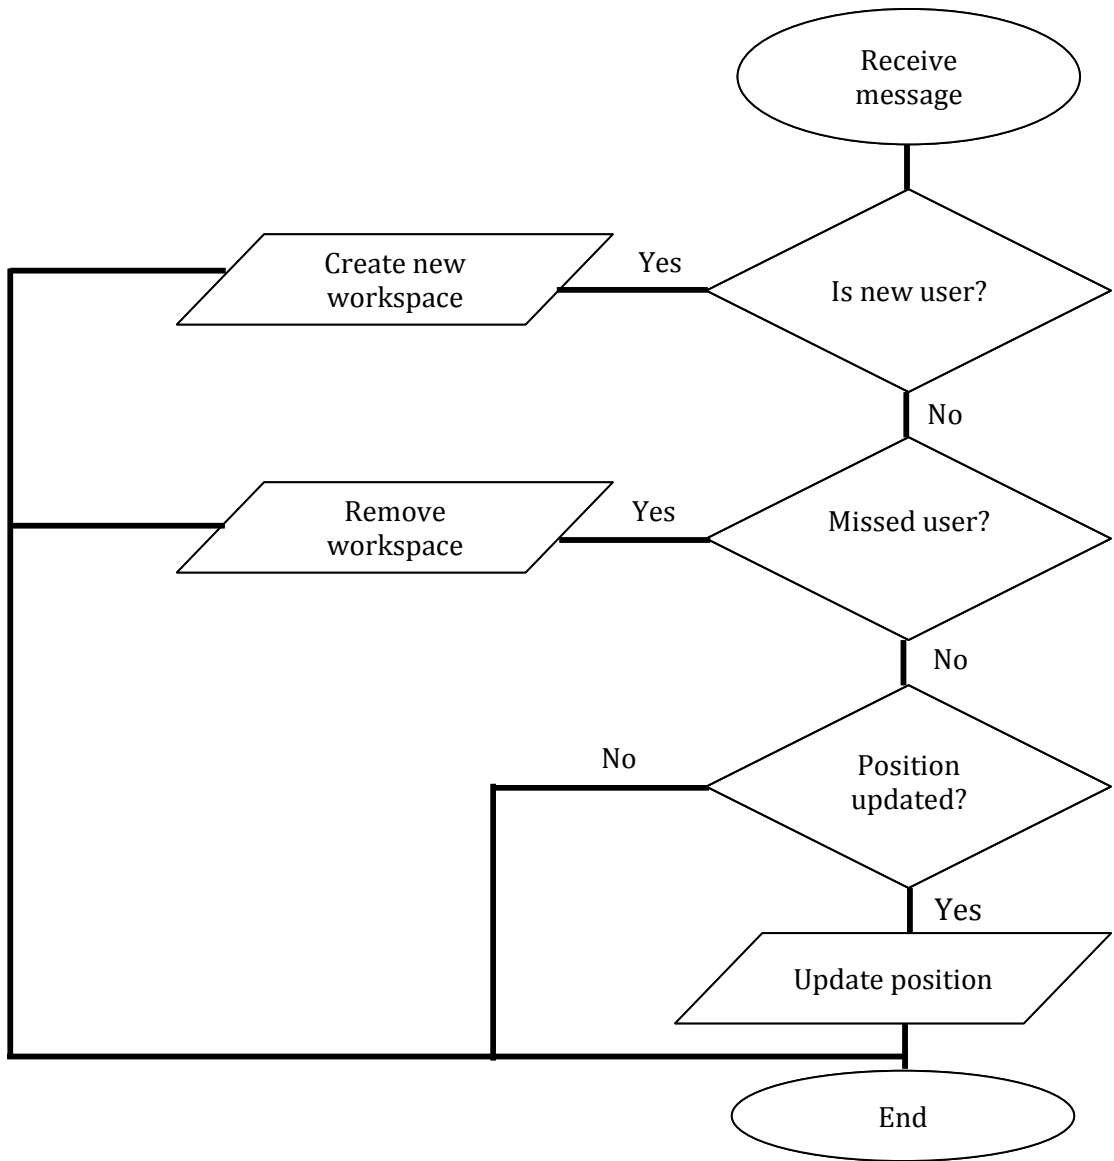 Receive
message
Create new
workspace
Yes
Is new user?
No
Remove
workspace
Yes
Missed user?
No
No
Position
updated?
Yes
Update position
End